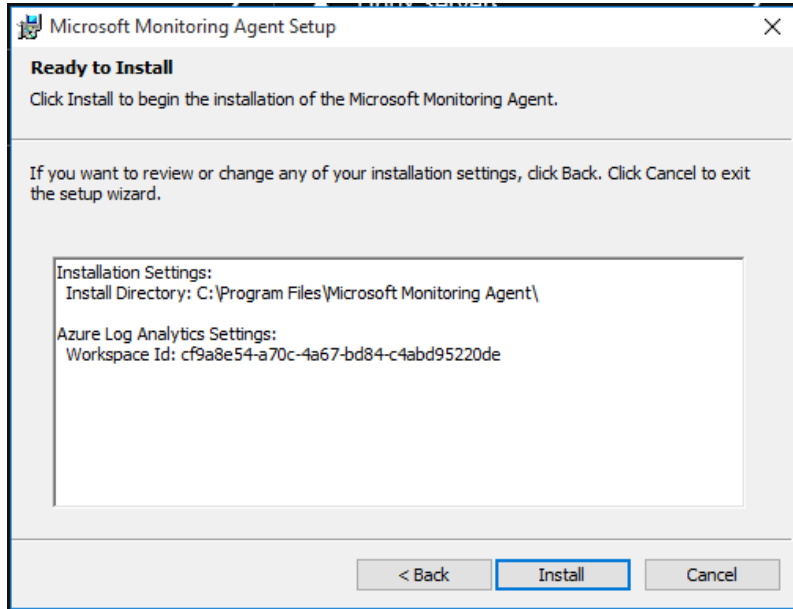 Microsoft Monitoring Agent Setup
Ready to Install
Click Install to begin the installation of the Microsoft Monitoring Agent.
If you want to review or change any of your installation settings, click Back. Click Cancel to exit
the setup wizard.
Installation Settings:
Install Directory: C:\Program Files\Microsoft Monitoring Agent\
Azure Log Analytics Settings:
Workspace Id: cf9a8e54-a70c-4a67-bd84-c4abd95220de
< Back
Install
Cancel